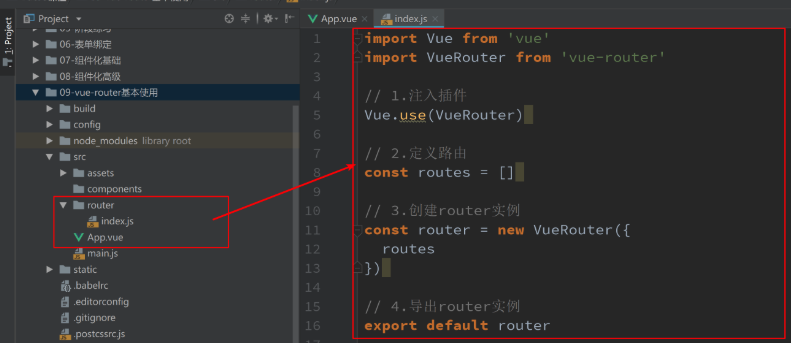 1: Project
Project
05-阶段练习
06-表单绑定
07-组件化基础
08-组件化高级
09-vue-router基本使用
build
config
node_modules library root
src
assets
components
router
index.js
App.vue
main.js
static
.babelrc
.editorconfig
.gitignore
.postcssrc.js
App.vue
index.js
1 import Vue from 'vue'
2 import VueRouter from 'vue-router'
3
4 // 1.注入插件
5 Vue.use(VueRouter)
6
7 // 2.定义路由
8 const routes = []
9
10 // 3.创建router实例
11 const router = new VueRouter({
12 routes
13 })
14
15 // 4.导出router实例
16 export default router